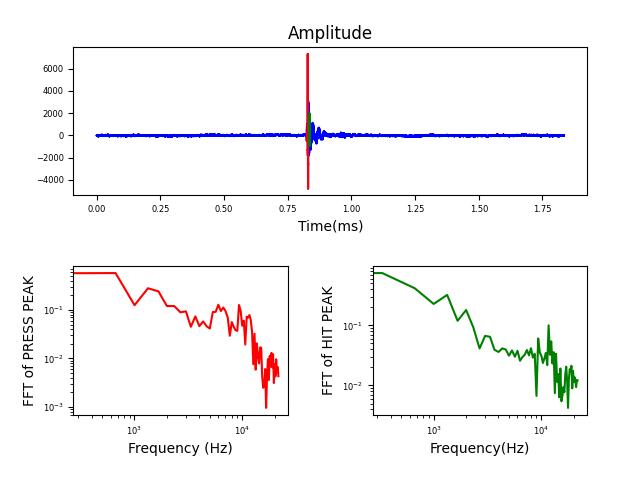 Amplitude
6000
4000
2000
0
−2000
−4000
0.00 0.25 0.50 0.75 1.00 1.25 1.50 1.75
Time(ms)
FFT of PRESS PEAK
10⁻¹
10⁻²
10⁻³
10³ 10⁴
Frequency (Hz)
FFT of HIT PEAK
10⁻¹
10⁻²
10³ 10⁴
Frequency(Hz)